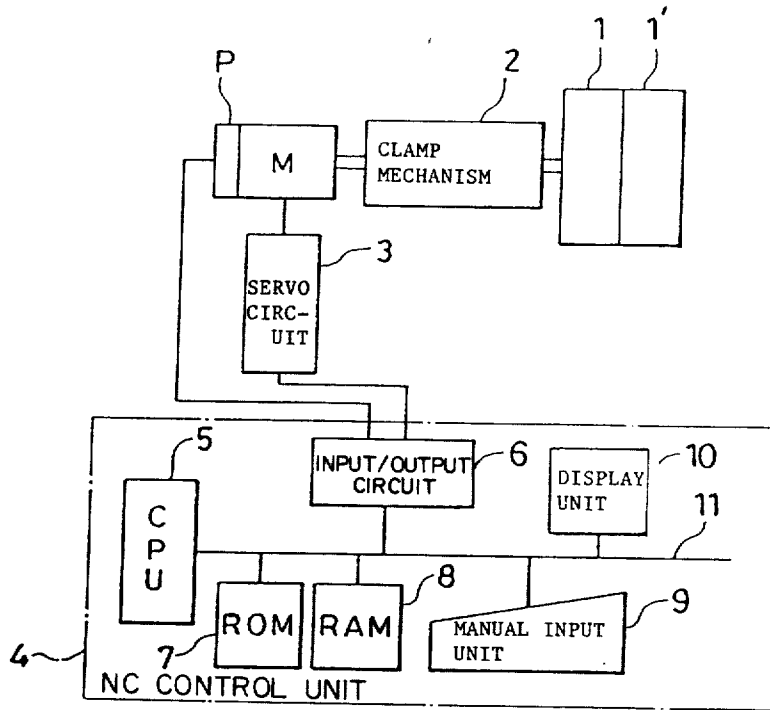 1 1'
P
2
M
CLAMP
MECHANISM
3
SERVO
CIRC-
UIT
5
INPUT/OUTPUT
CIRCUIT
6
DISPLAY
UNIT
10
CPU
11
ROM
7
RAM
8
MANUAL INPUT
UNIT
9
4
NC CONTROL UNIT